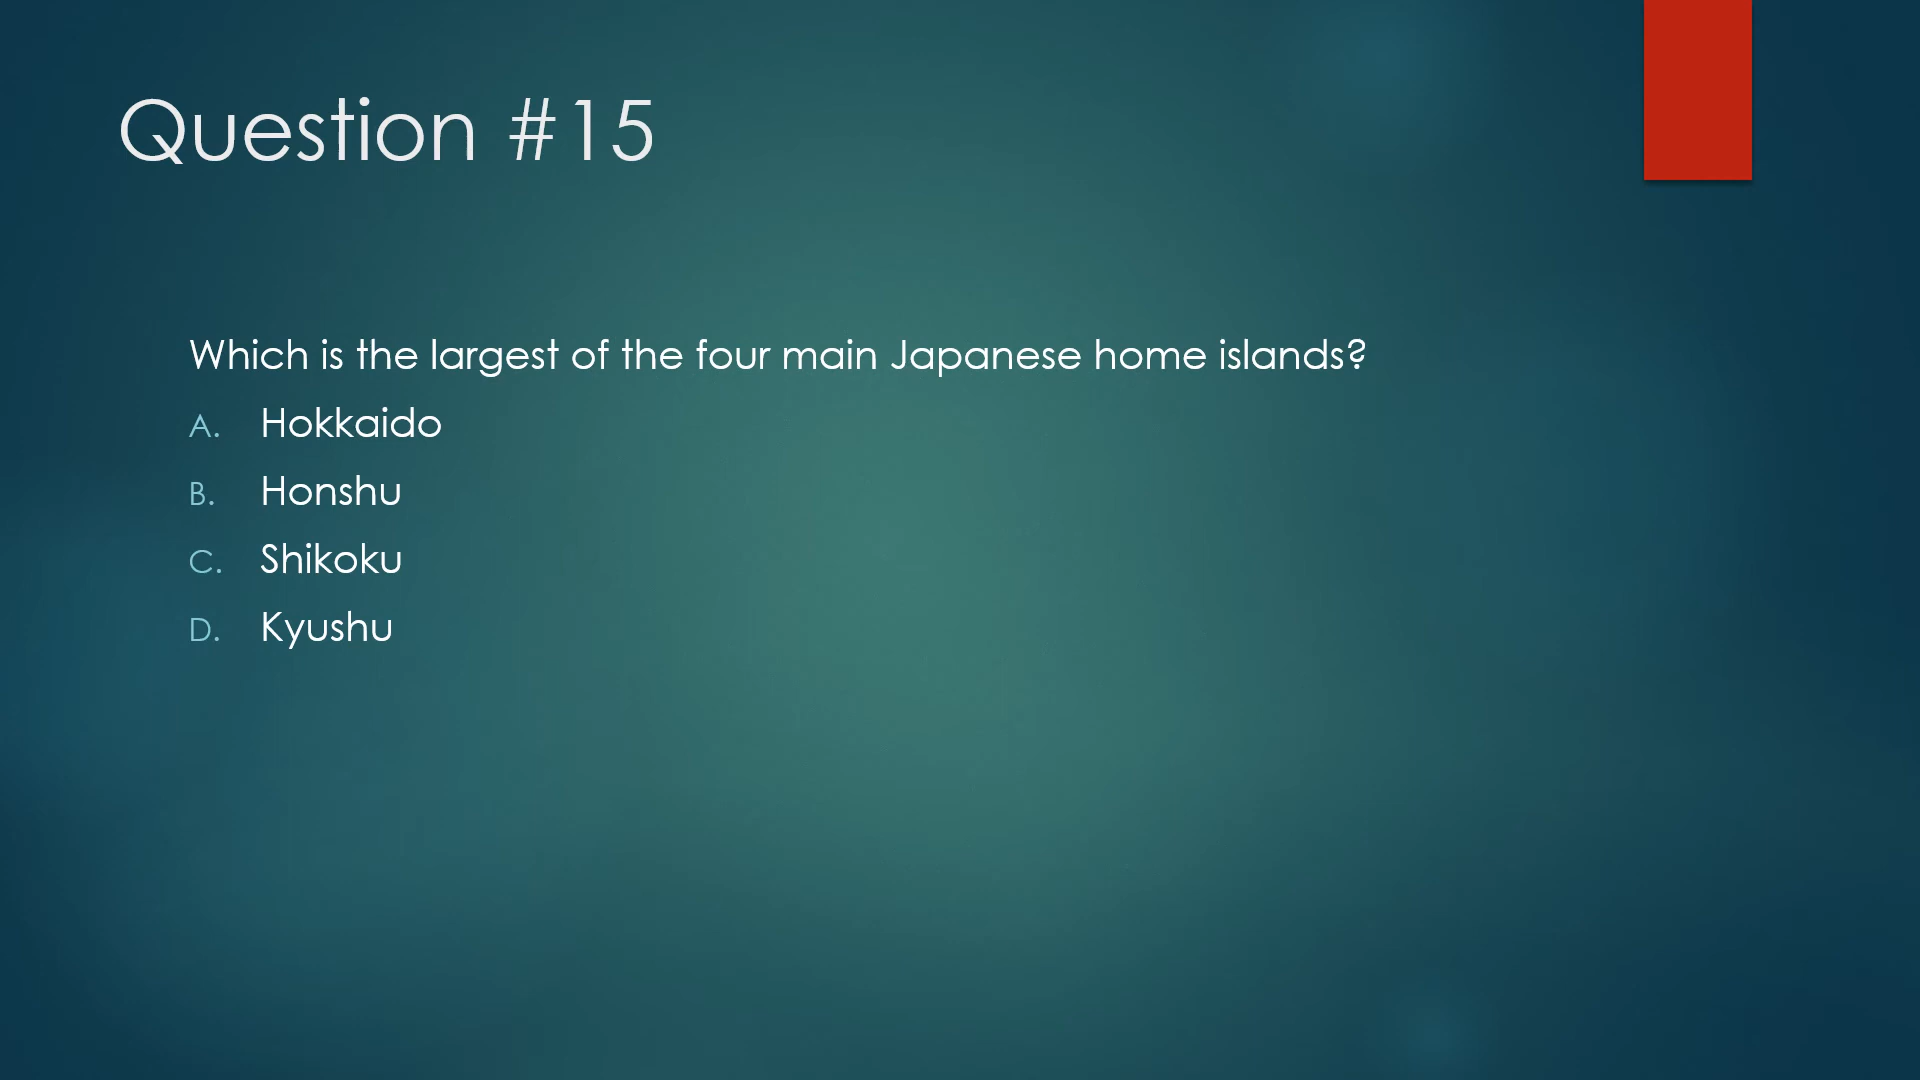 Question #15
Which is the largest of the four main Japanese home islands?
A. Hokkaido
B. Honshu
C. Shikoku
D. Kyushu